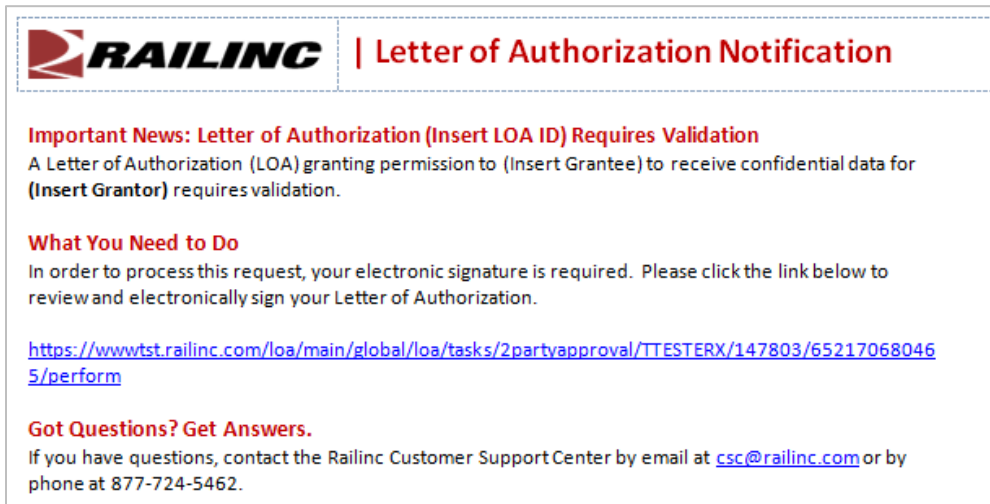 RAILINC | Letter of Authorization Notification
Important News: Letter of Authorization (Insert LOA ID) Requires Validation
A Letter of Authorization (LOA) granting permission to (Insert Grantee) to receive confidential data for
(Insert Grantor) requires validation.
What You Need to Do
In order to process this request, your electronic signature is required. Please click the link below to
review and electronically sign your Letter of Authorization.
https://wwwtst.railinc.com/loa/main/global/loa/tasks/2partyapproval/TTESTERX/147803/65217068046
5/perform
Got Questions? Get Answers.
If you have questions, contact the Railinc Customer Support Center by email at csc@railinc.com or by
phone at 877-724-5462.